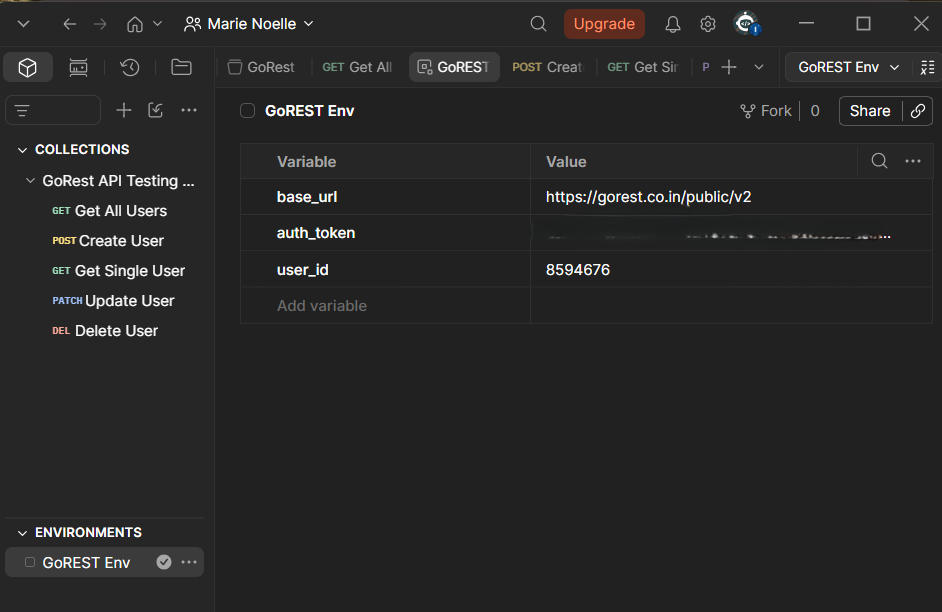 Marie Noelle
Upgrade
GoRest GET Get All GoREST POST Creat GET Get Sin P GoREST Env
GoREST Env
Fork 0 Share
COLLECTIONS
GoRest API Testing ...
GET Get All Users
POST Create User
GET Get Single User
PATCH Update User
DEL Delete User
Variable Value
base_url https://gorest.co.in/public/v2
auth_token ...
user_id 8594676
Add variable
ENVIRONMENTS
GoREST Env